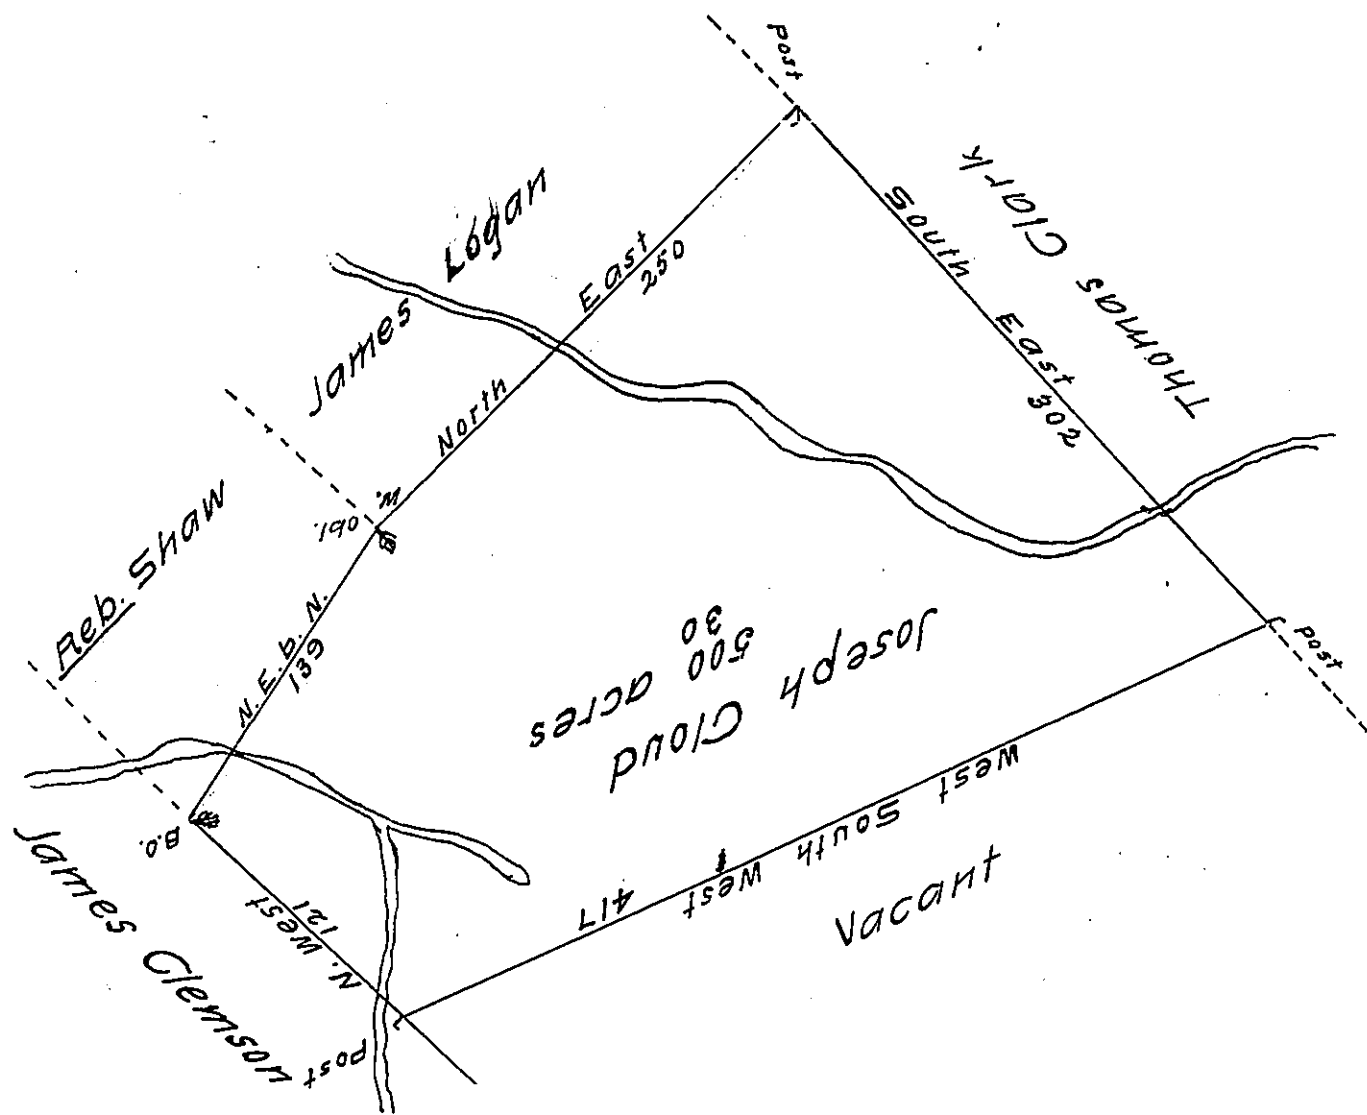 post
James Logan
North East
250
South East 302
Thomas Clark
Reb. Shaw
N. E. b. N.
139
W.
obl.
B.O.
James Clemson
N. West
121
post
Joseph Cloud
500 acres
30
West South West
417
Vacant
post